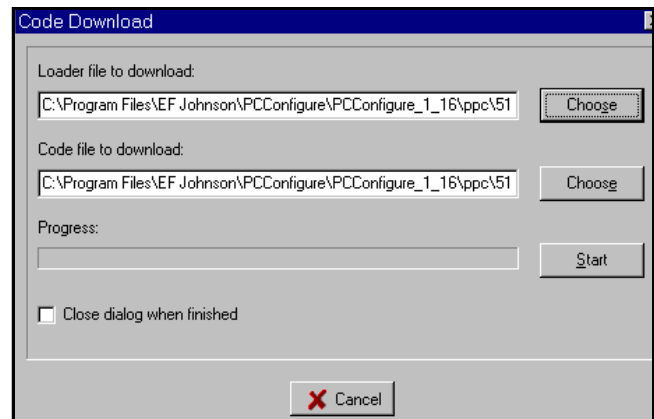 Code Download
Loader file to download:
C:\Program Files\EF Johnson\PCConfigure\PCConfigure_1_16\ppc\51
Choose
Code file to download:
C:\Program Files\EF Johnson\PCConfigure\PCConfigure_1_16\ppc\51
Choose
Progress:
Start
Close dialog when finished
Cancel